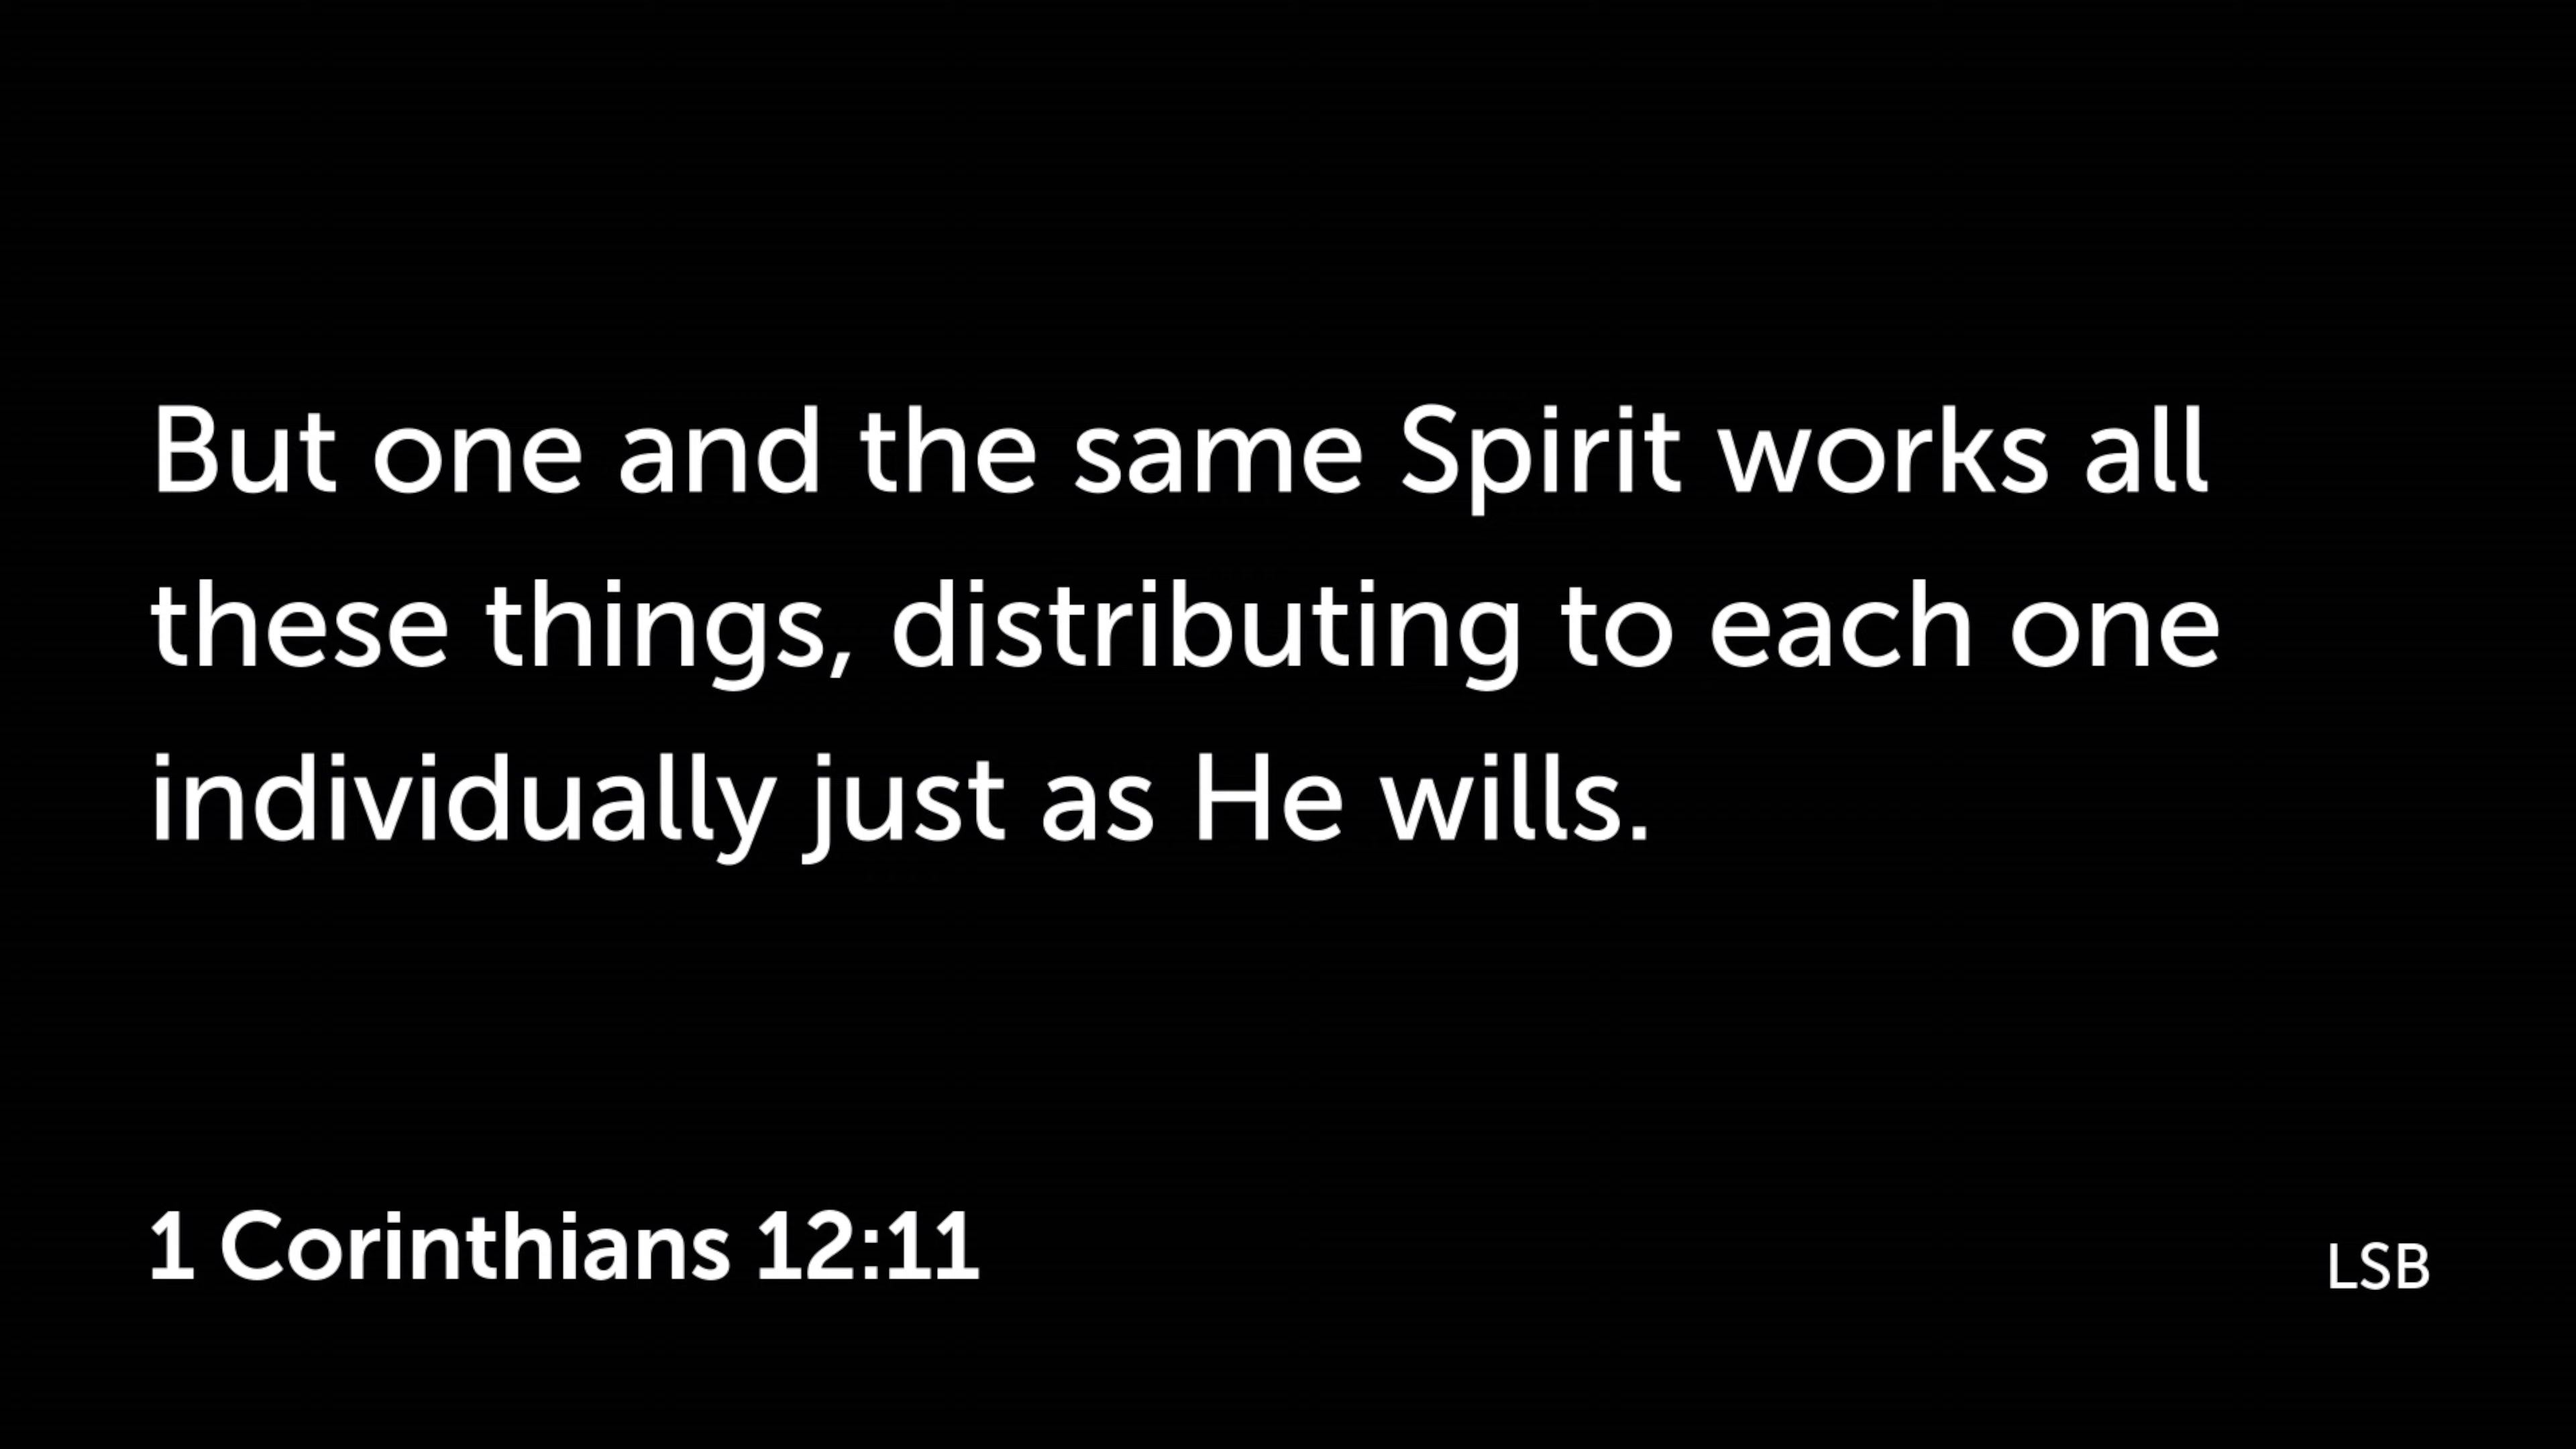 But one and the same Spirit works all
these things, distributing to each one
individually just as He wills.
1 Corinthians 12:11
LSB